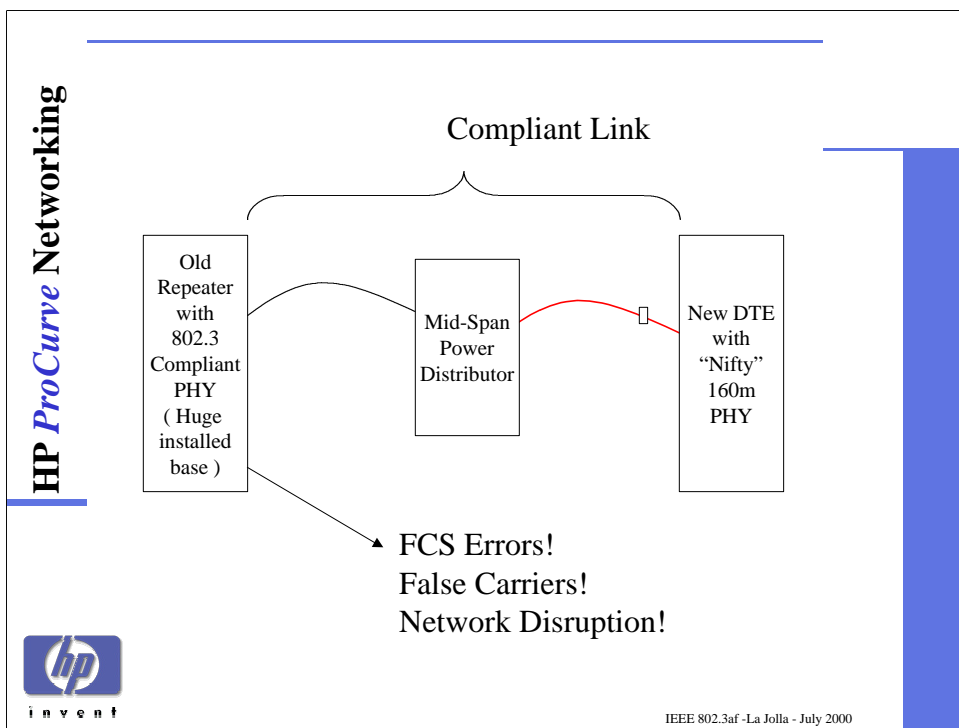 HP ProCurve Networking
Compliant Link
Old
Repeater
with
802.3
Compliant
PHY
( Huge
installed
base )
Mid-Span
Power
Distributor
New DTE
with
“Nifty”
160m
PHY
FCS Errors!
False Carriers!
Network Disruption!
hp
invent
IEEE 802.3af -La Jolla - July 2000